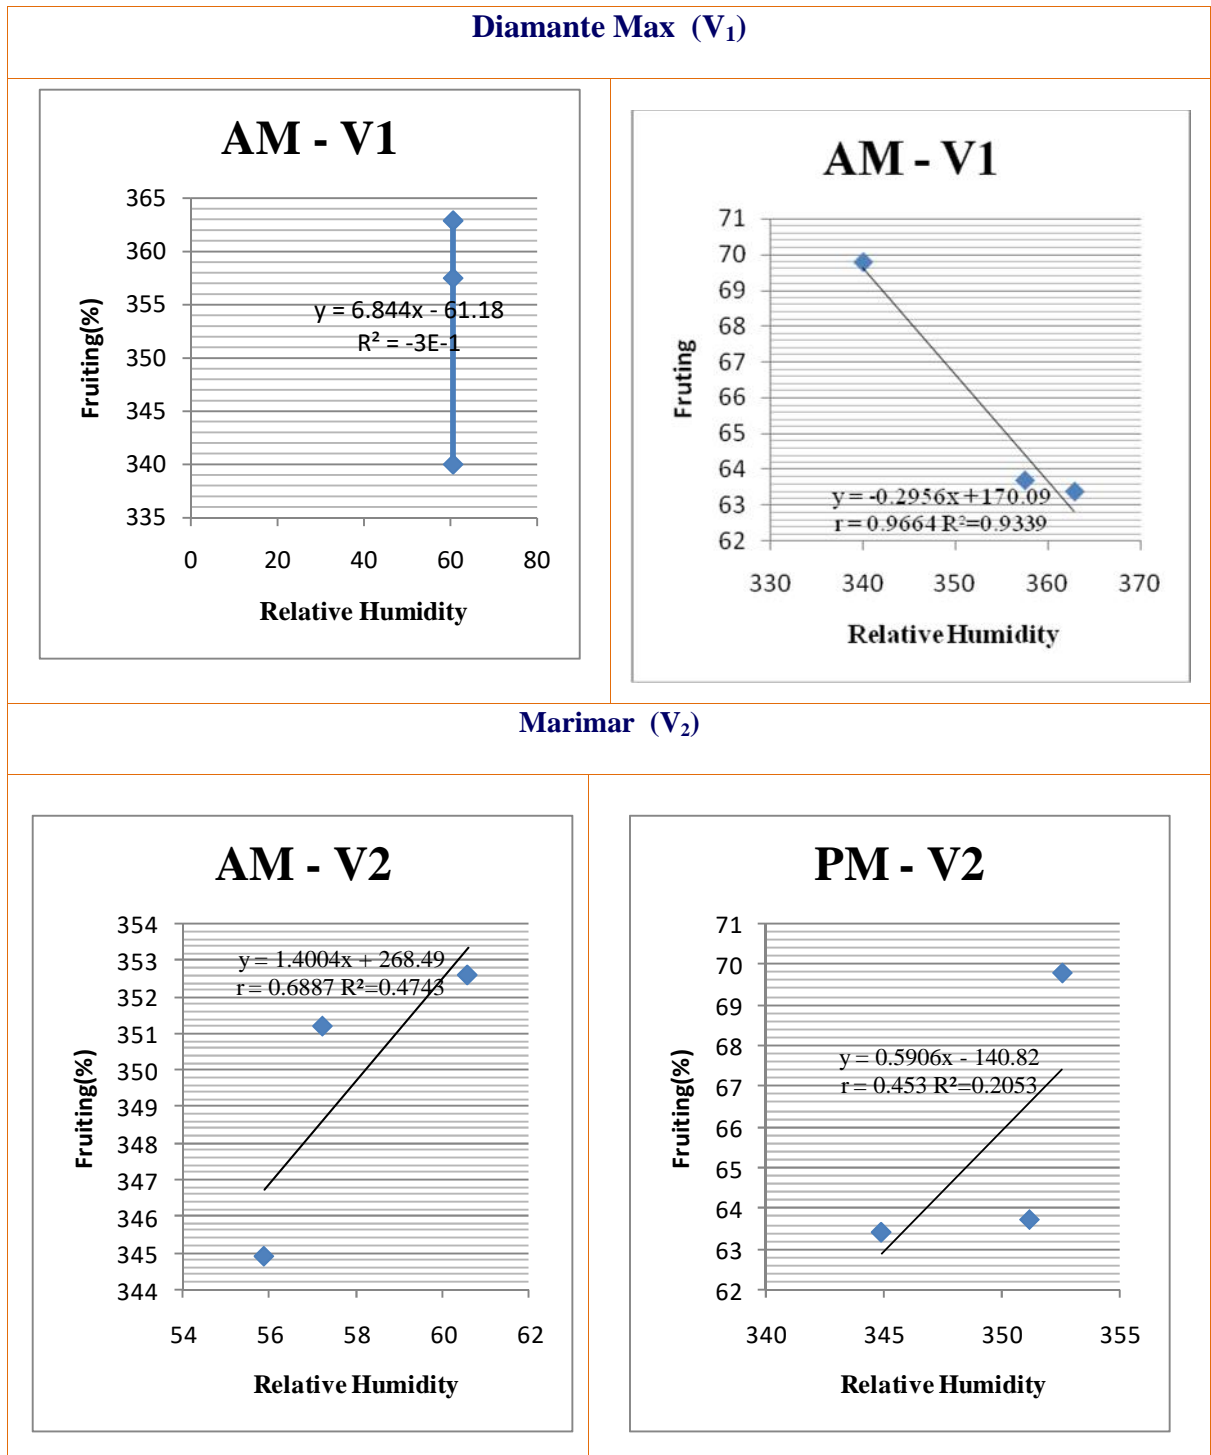 Diamante Max (V₁)
AM - V1
365
360
355
350
345
340
335
Fruiting(%)
y = 6.844x - 61.18
R² = -3E-1
0 20 40 60 80
Relative Humidity
AM - V1
71
70
69
68
67
66
65
64
63
62
Fruting
y = -0.2956x+170.09
r = 0.9664 R²=0.9339
330 340 350 360 370
Relative Humidity
Marimar (V₂)
AM - V2
354
353
352
351
350
349
348
347
346
345
344
Fruiting(%)
y = 1.4004x + 268.49
r = 0.6887 R²=0.4743
54 56 58 60 62
Relative Humidity
PM - V2
71
70
69
68
67
66
65
64
63
62
Fruiting(%)
y = 0.5906x - 140.82
r = 0.453 R²=0.2053
340 345 350 355
Relative Humidity